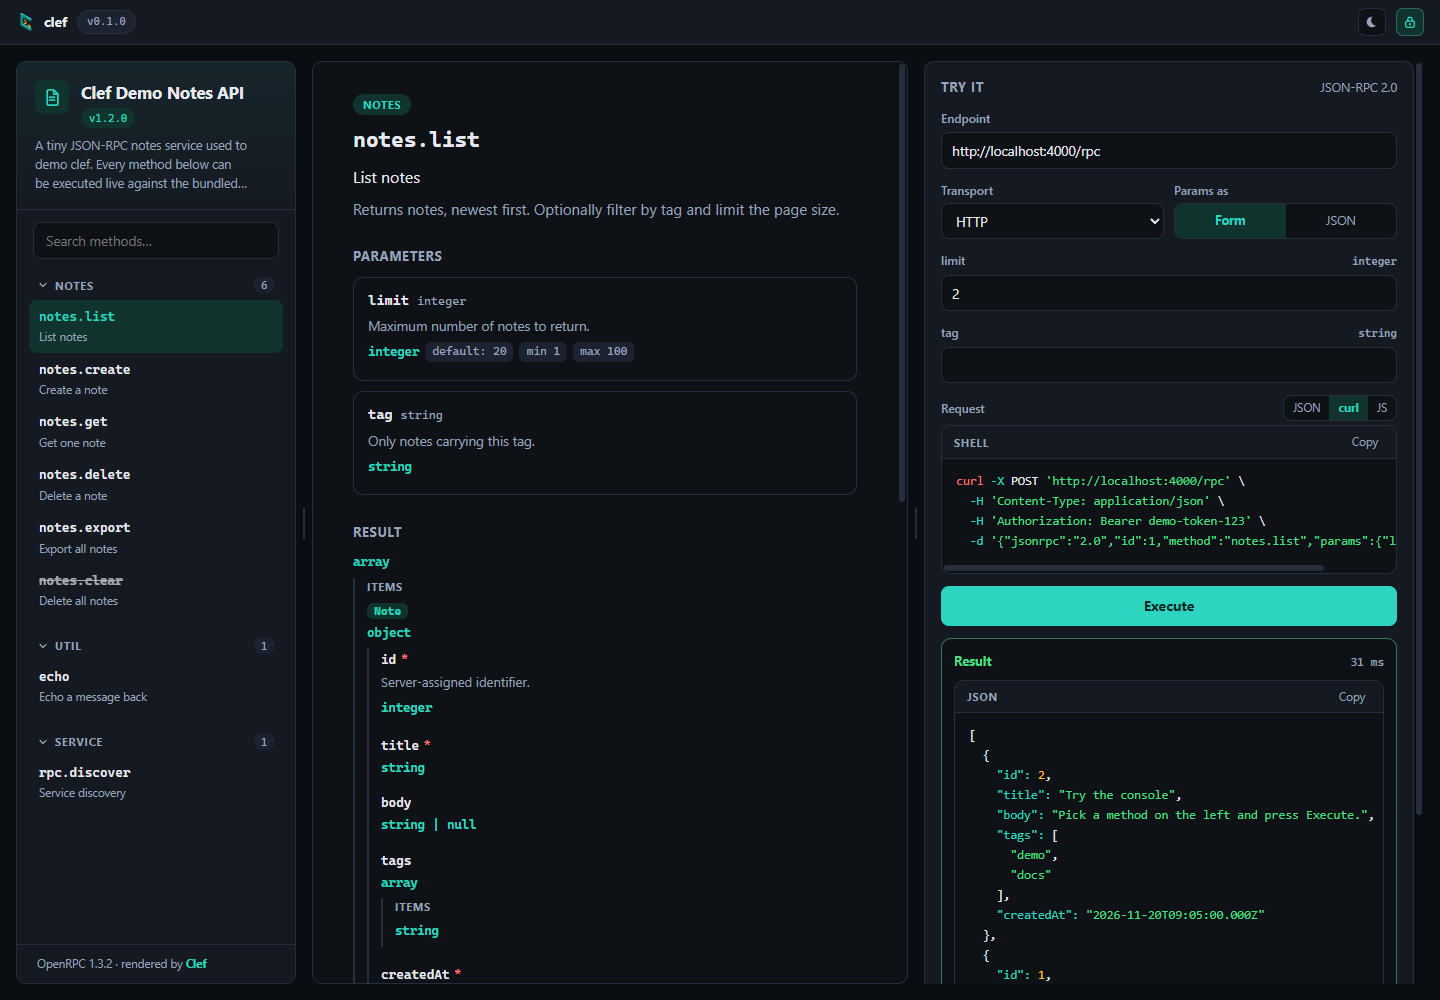 clef v0.1.0
Clef Demo Notes API
v1.2.0
A tiny JSON-RPC notes service used to
demo clef. Every method below can
be executed live against the bundled...
Search methods...
NOTES 6
notes.list
List notes
notes.create
Create a note
notes.get
Get one note
notes.delete
Delete a note
notes.export
Export all notes
notes.clear
Delete all notes
UTIL 1
echo
Echo a message back
SERVICE 1
rpc.discover
Service discovery
OpenRPC 1.3.2 · rendered by Clef
NOTES
notes.list
List notes
Returns notes, newest first. Optionally filter by tag and limit the page size.
PARAMETERS
limit integer
Maximum number of notes to return.
integer default: 20 min 1 max 100
tag string
Only notes carrying this tag.
string
RESULT
array
ITEMS
Note
object
id *
Server-assigned identifier.
integer
title *
string
body
string | null
tags
array
ITEMS
string
createdAt *
TRY IT JSON-RPC 2.0
Endpoint
http://localhost:4000/rpc
Transport Params as
HTTP Form JSON
limit integer
2
tag string
Request JSON curl JS
SHELL Copy
curl -X POST 'http://localhost:4000/rpc' \
-H 'Content-Type: application/json' \
-H 'Authorization: Bearer demo-token-123' \
-d '{"jsonrpc":"2.0","id":1,"method":"notes.list","params":{"l
Execute
Result 31 ms
JSON Copy
[
{
"id": 2,
"title": "Try the console",
"body": "Pick a method on the left and press Execute.",
"tags": [
"demo",
"docs"
],
"createdAt": "2026-11-20T09:05:00.000Z"
},
{
"id": 1,